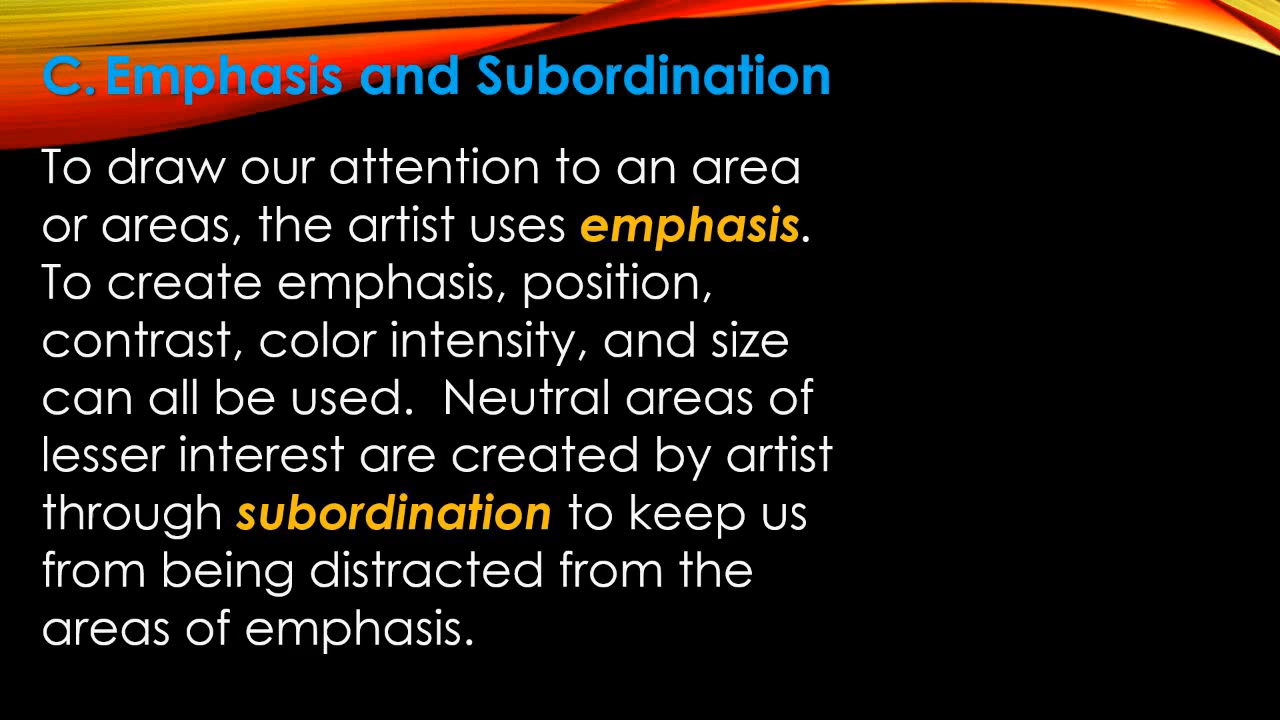 C. Emphasis and Subordination
To draw our attention to an area
or areas, the artist uses emphasis.
To create emphasis, position,
contrast, color intensity, and size
can all be used.  Neutral areas of
lesser interest are created by artist
through subordination to keep us
from being distracted from the
areas of emphasis.